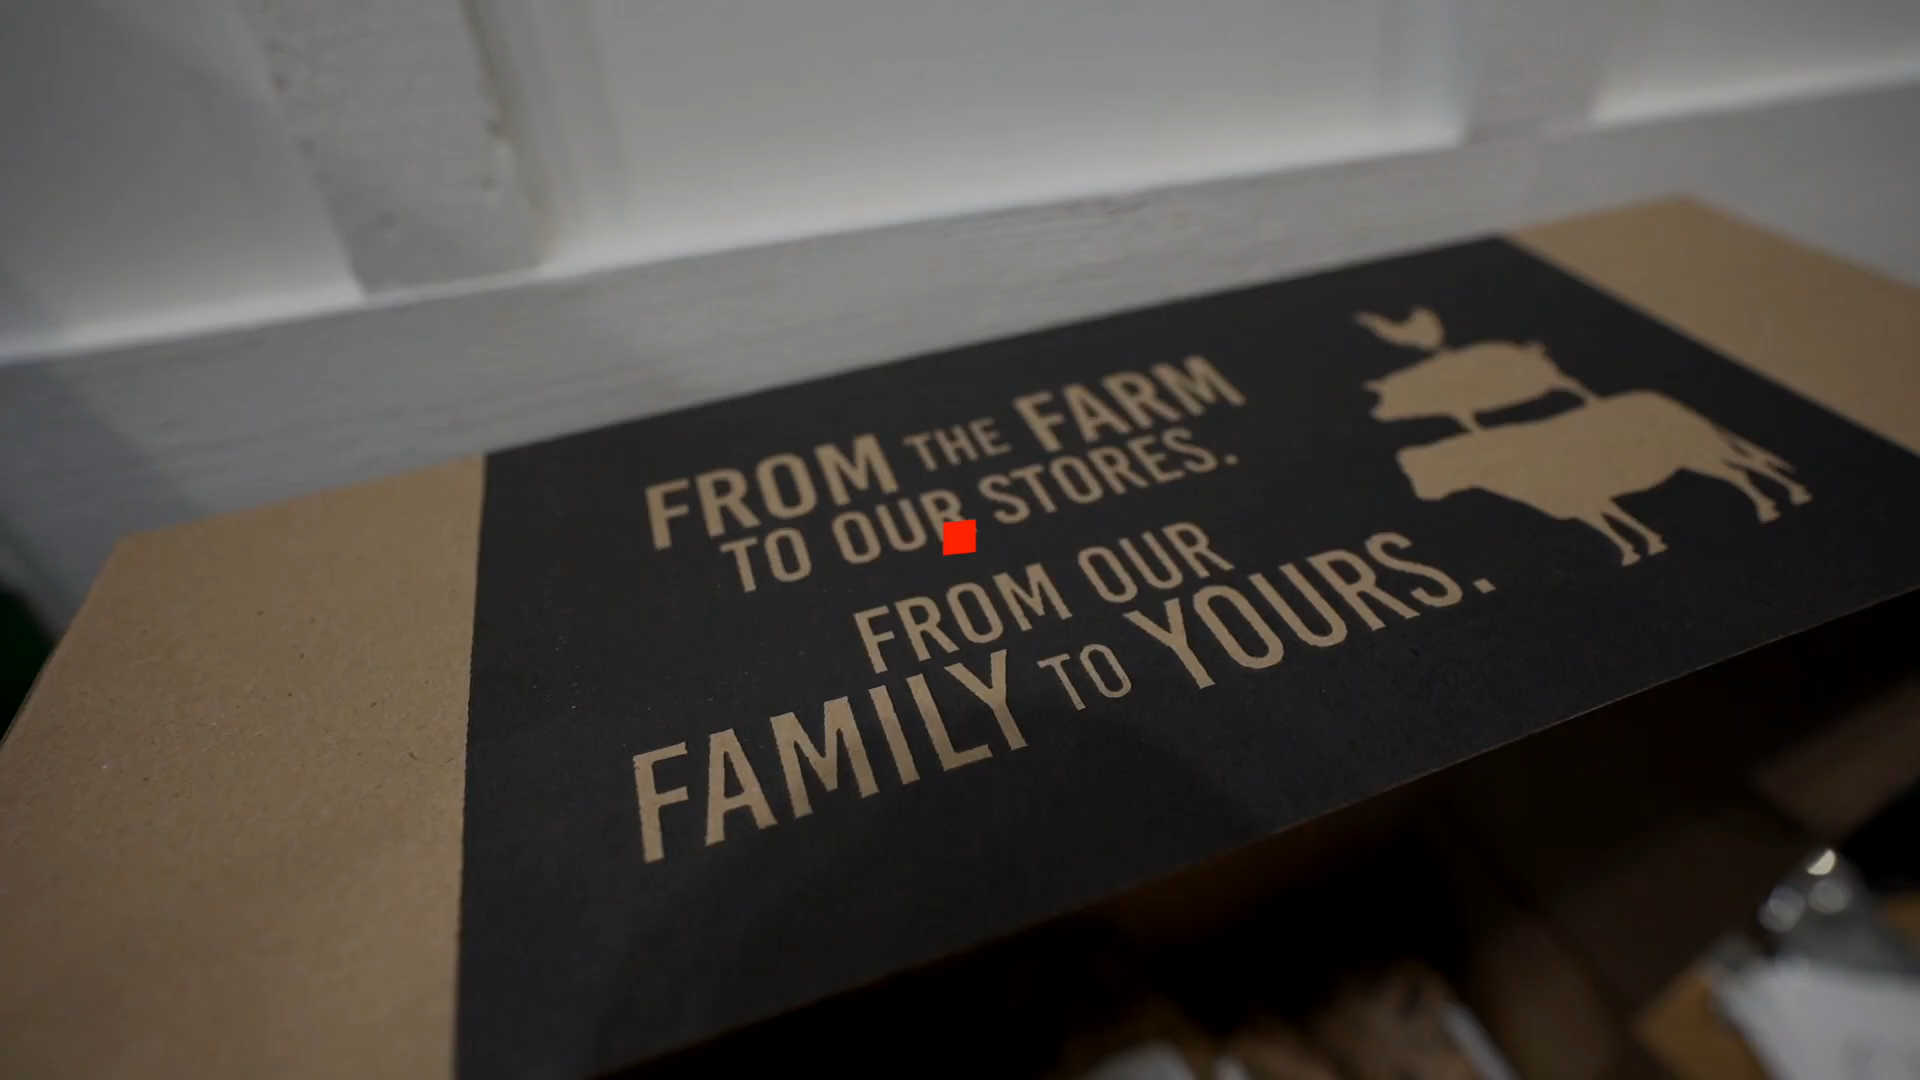 FROM THE FARM
TO OUR STORES.
FROM OUR
FAMILY TO YOURS.